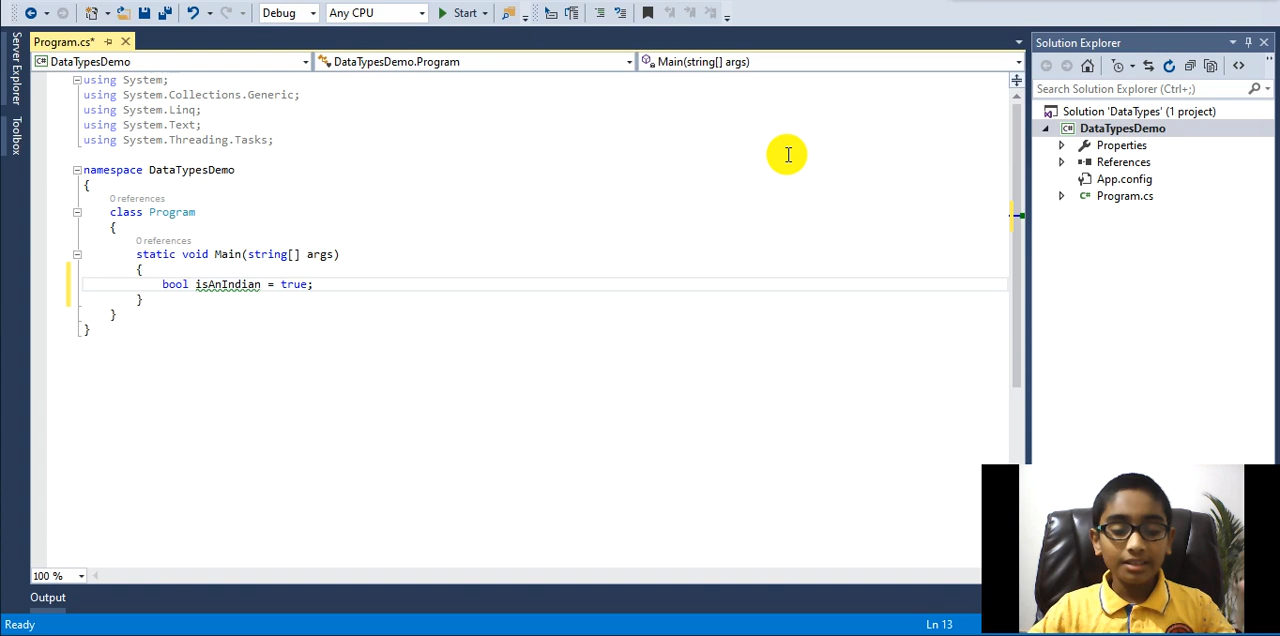 Debug Any CPU Start
Server Explorer
Toolbox
Program.cs*
DataTypesDemo DataTypesDemo.Program Main(string[] args)
using System;
using System.Collections.Generic;
using System.Linq;
using System.Text;
using System.Threading.Tasks;
namespace DataTypesDemo
{
0 references
class Program
{
0 references
static void Main(string[] args)
{
bool isAnIndian = true;
}
}
}
100 %
Output
Ready Ln 13
Solution Explorer
Search Solution Explorer (Ctrl+;)
Solution 'DataTypes' (1 project)
DataTypesDemo
Properties
References
App.config
Program.cs